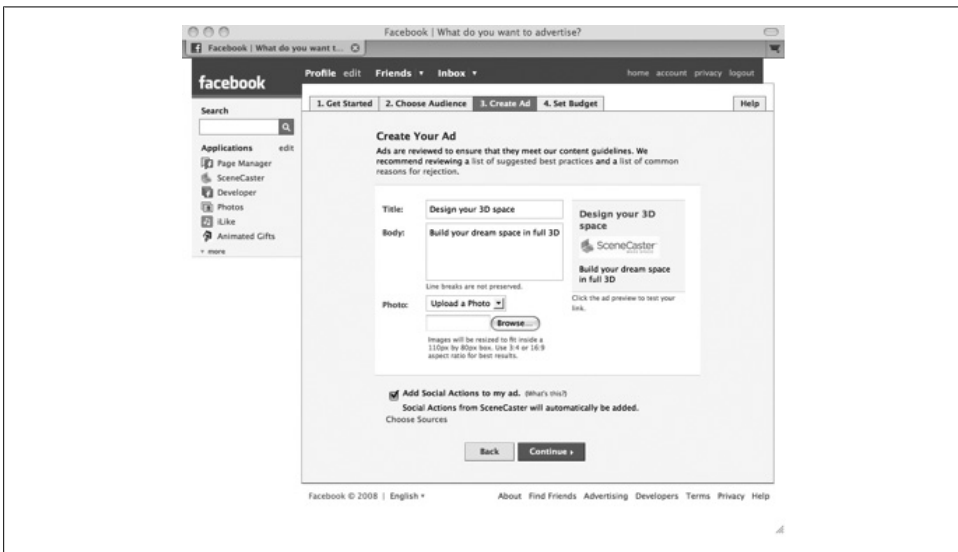 Facebook | What do you want to advertise?
Facebook | What do you want t...
facebook
Profile edit Friends Inbox
home account privacy logout
Search
Applications edit
Page Manager
SceneCaster
Developer
Photos
iLike
Animated Gifts
more
1. Get Started 2. Choose Audience 3. Create Ad 4. Set Budget Help
Create Your Ad
Ads are reviewed to ensure that they meet our content guidelines. We
recommend reviewing a list of suggested best practices and a list of common
reasons for rejection.
Title: Design your 3D space
Body: Build your dream space in full 3D
Line breaks are not preserved.
Photo: Upload a Photo
Browse...
Images will be resized to fit inside a
110px by 80px box. Use 3:4 or 16:9
aspect ratio for best results.
Design your 3D
space
SceneCaster
Build your dream space
in full 3D
Click the ad preview to test your
link.
Add Social Actions to my ad. (What's this?)
Social Actions from SceneCaster will automatically be added.
Choose Sources
Back Continue
Facebook © 2008 | English
About Find Friends Advertising Developers Terms Privacy Help